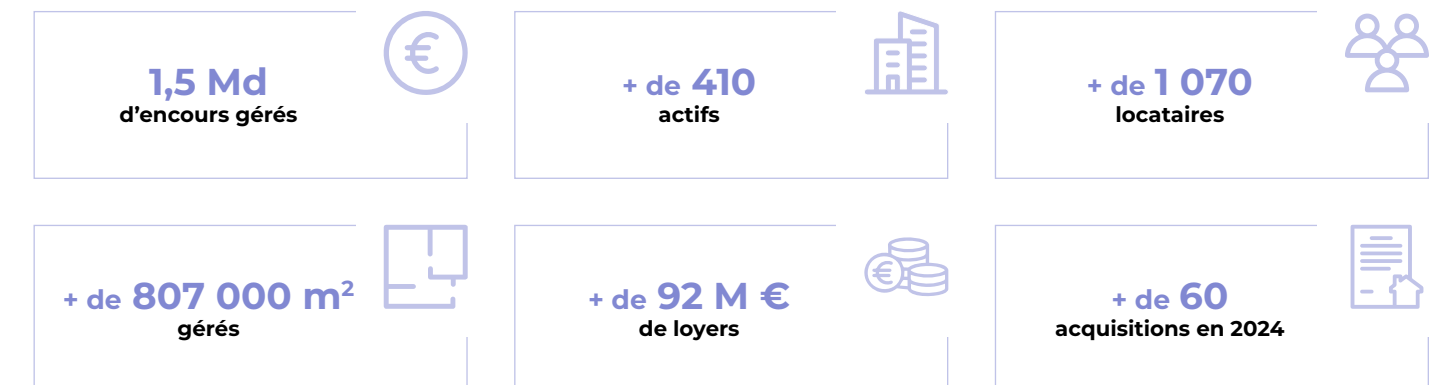 1,5 Md
d’encours gérés
+ de 410
actifs
+ de 1 070
locataires
+ de 807 000 m²
gérés
+ de 92 M €
de loyers
+ de 60
acquisitions en 2024